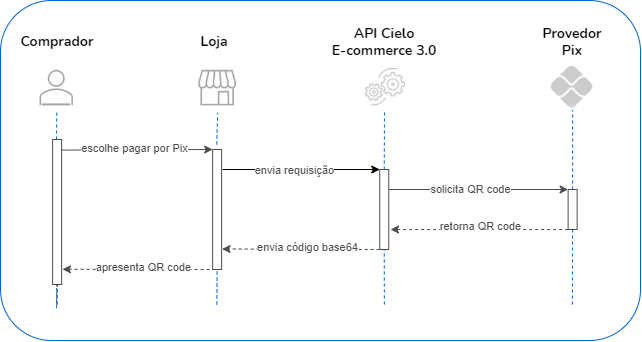 Comprador
Loja
API Cielo
E-commerce 3.0
Provedor
Pix
escolhe pagar por Pix
envia requisição
solicita QR code
retorna QR code
envia código base64
apresenta QR code